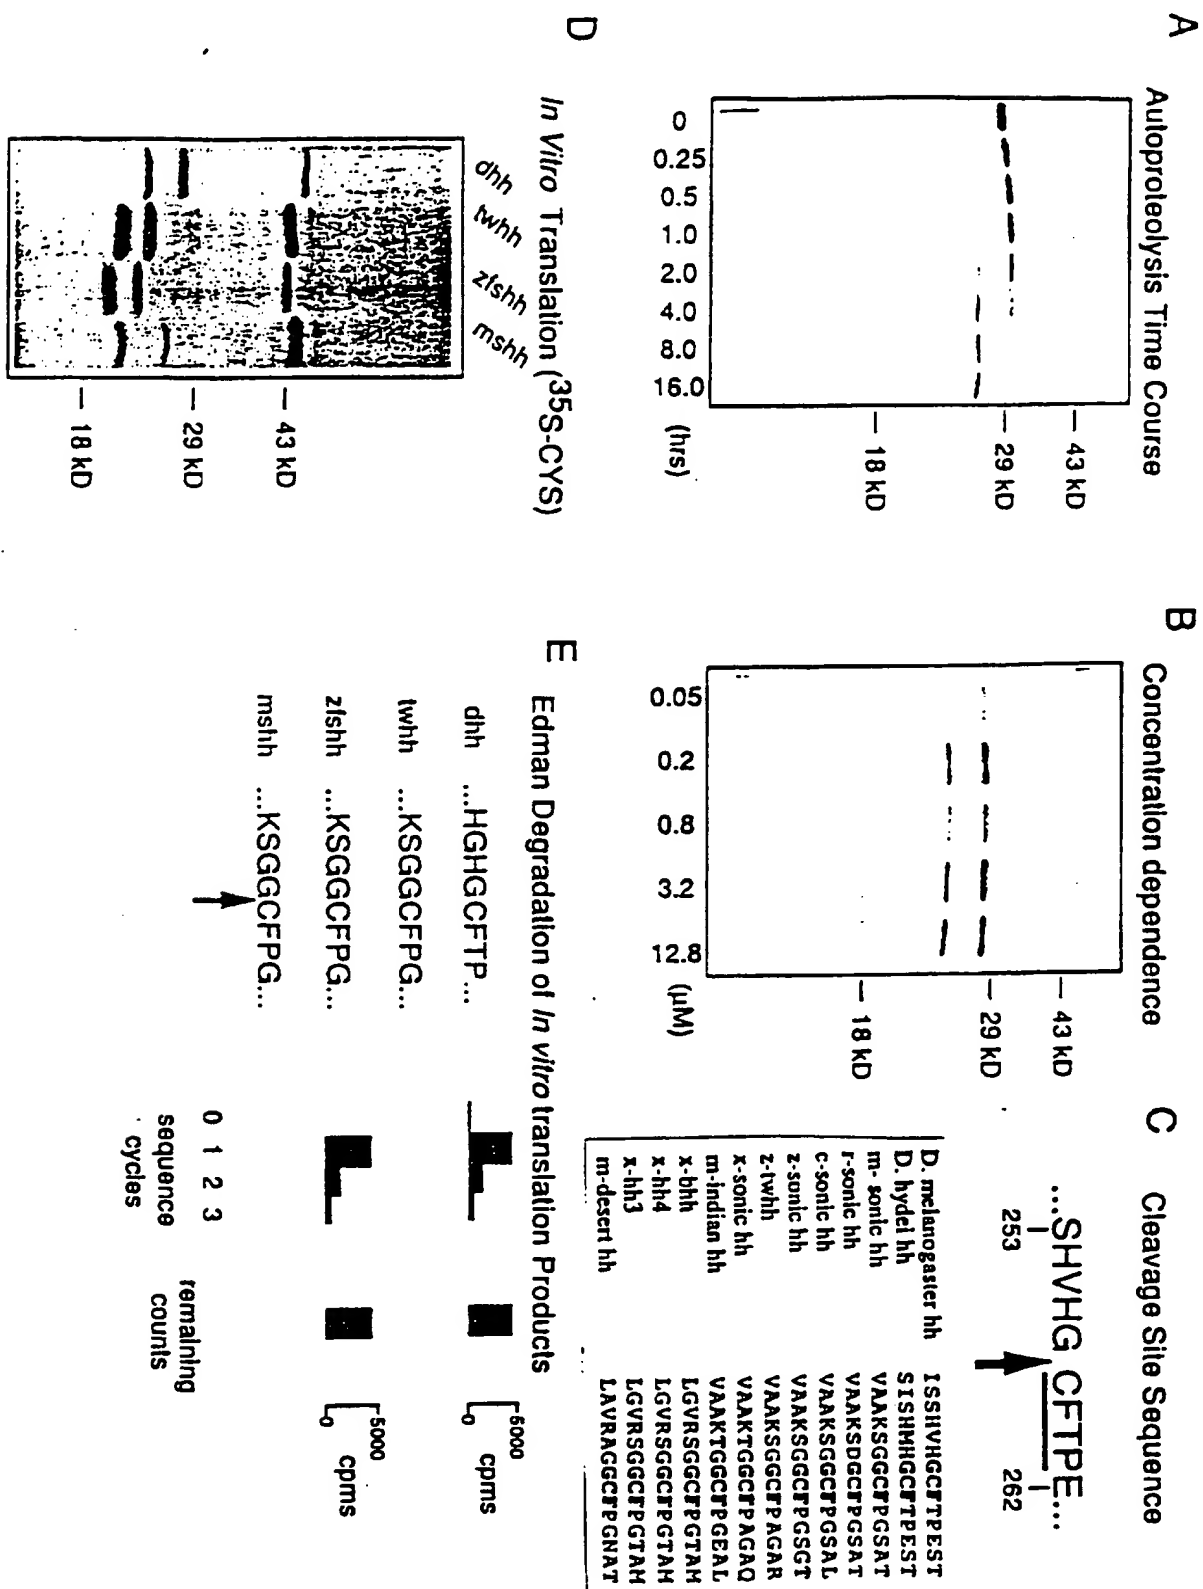 A
Autoproteolysis Time Course
0
0.25
0.5
1.0
2.0
4.0
8.0
16.0
(hrs)
43 kD
29 kD
18 kD
B
Concentration dependence
0.05
0.2
0.8
3.2
12.8
(µM)
43 kD
29 kD
18 kD
C
Cleavage Site Sequence
...SHVHG CFTPE...
253
262
D. melanogaster hh ISSHVHGCFTPEST
D. hydei hh SISHMHGCFTPEST
m- sonic hh VAAKSGGCFPGSAT
r-sonic hh VAAKSDGCFPGSAT
c-sonic hh VAAKSGGCFPGSAL
z-sonic hh VAAKSGGCFPGSGT
z-twhh VAAKSGGCFPAGAR
x-sonic hh VAAKTGGCFPAGAQ
m-indian hh VAAKTGGCFPGEAL
x-bhh LGVRSGGCFPGTAM
x-hh4 LGVRSGGCFPGTAM
x-hh3 LGVRSGGCFPGTAM
m-desert hh LAVRAGGCFPGNAT
D
In Vitro Translation (35S-CYS)
dhh
twhh
zfshh
mshh
43 kD
29 kD
18 kD
E
Edman Degradation of In vitro translation Products
dhh ...HGHGCFTP...
twhh ...KSGGCFPG...
zfshh ...KSGGCFPG...
mshh ...KSGGCFPG...
0 1 2 3
sequence
cycles
remaining
counts
6000
0
cpms
5000
0
cpms